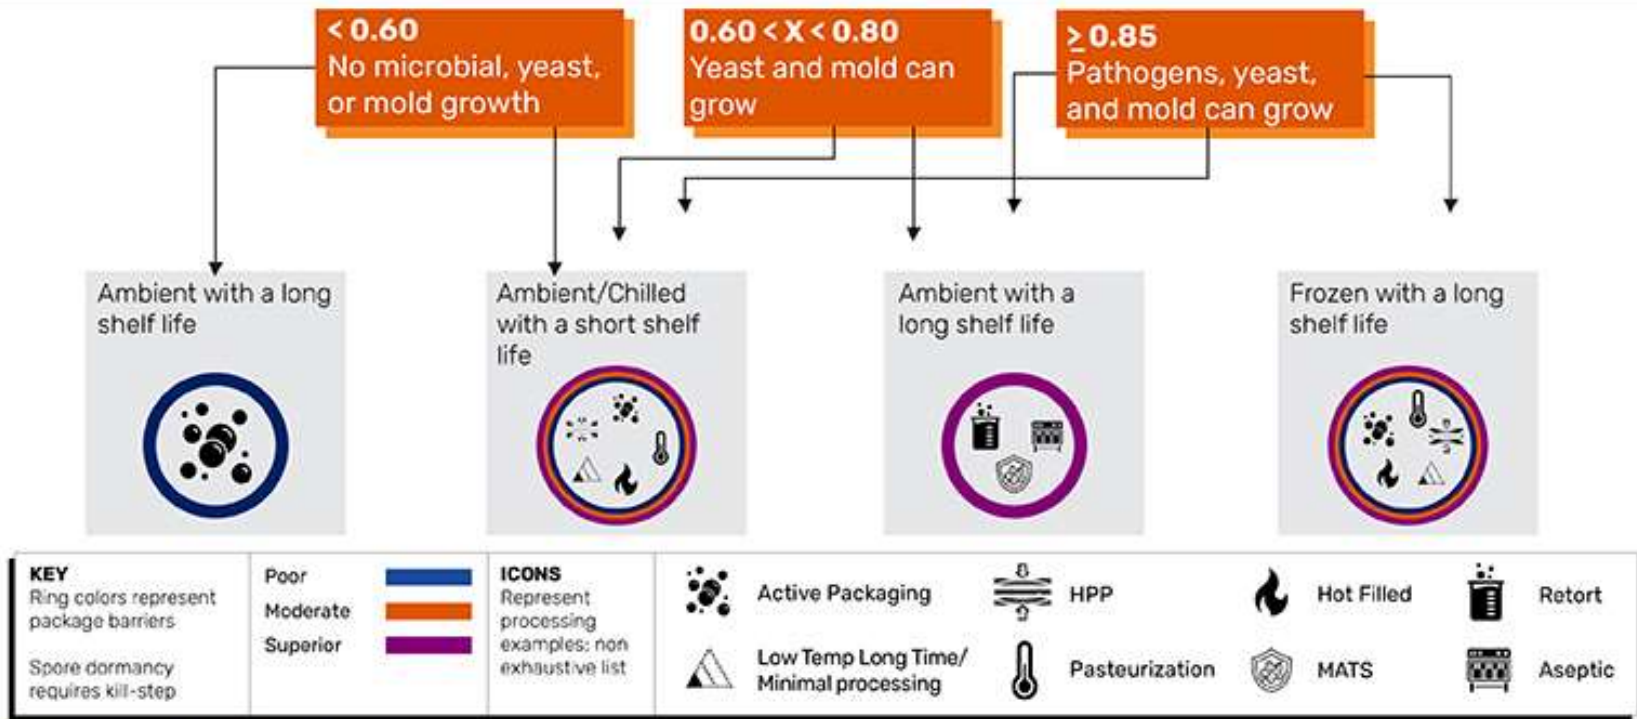 < 0.60
No microbial, yeast,
or mold growth
0.60 < X < 0.80
Yeast and mold can
grow
≥ 0.85
Pathogens, yeast,
and mold can grow
Ambient with a long
shelf life
Ambient/Chilled
with a short shelf
life
Ambient with a
long shelf life
Frozen with a long
shelf life
KEY
Ring colors represent
package barriers
Spore dormancy
requires kill-step
Poor
Moderate
Superior
ICONS
Represent
processing
examples; non
exhaustive list
Active Packaging
HPP
Hot Filled
Retort
Low Temp Long Time/
Minimal processing
Pasteurization
MATS
Aseptic